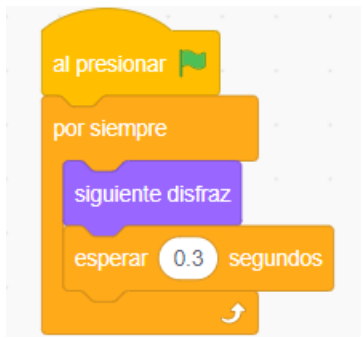 al presionar
por siempre
siguiente disfraz
esperar 0.3 segundos